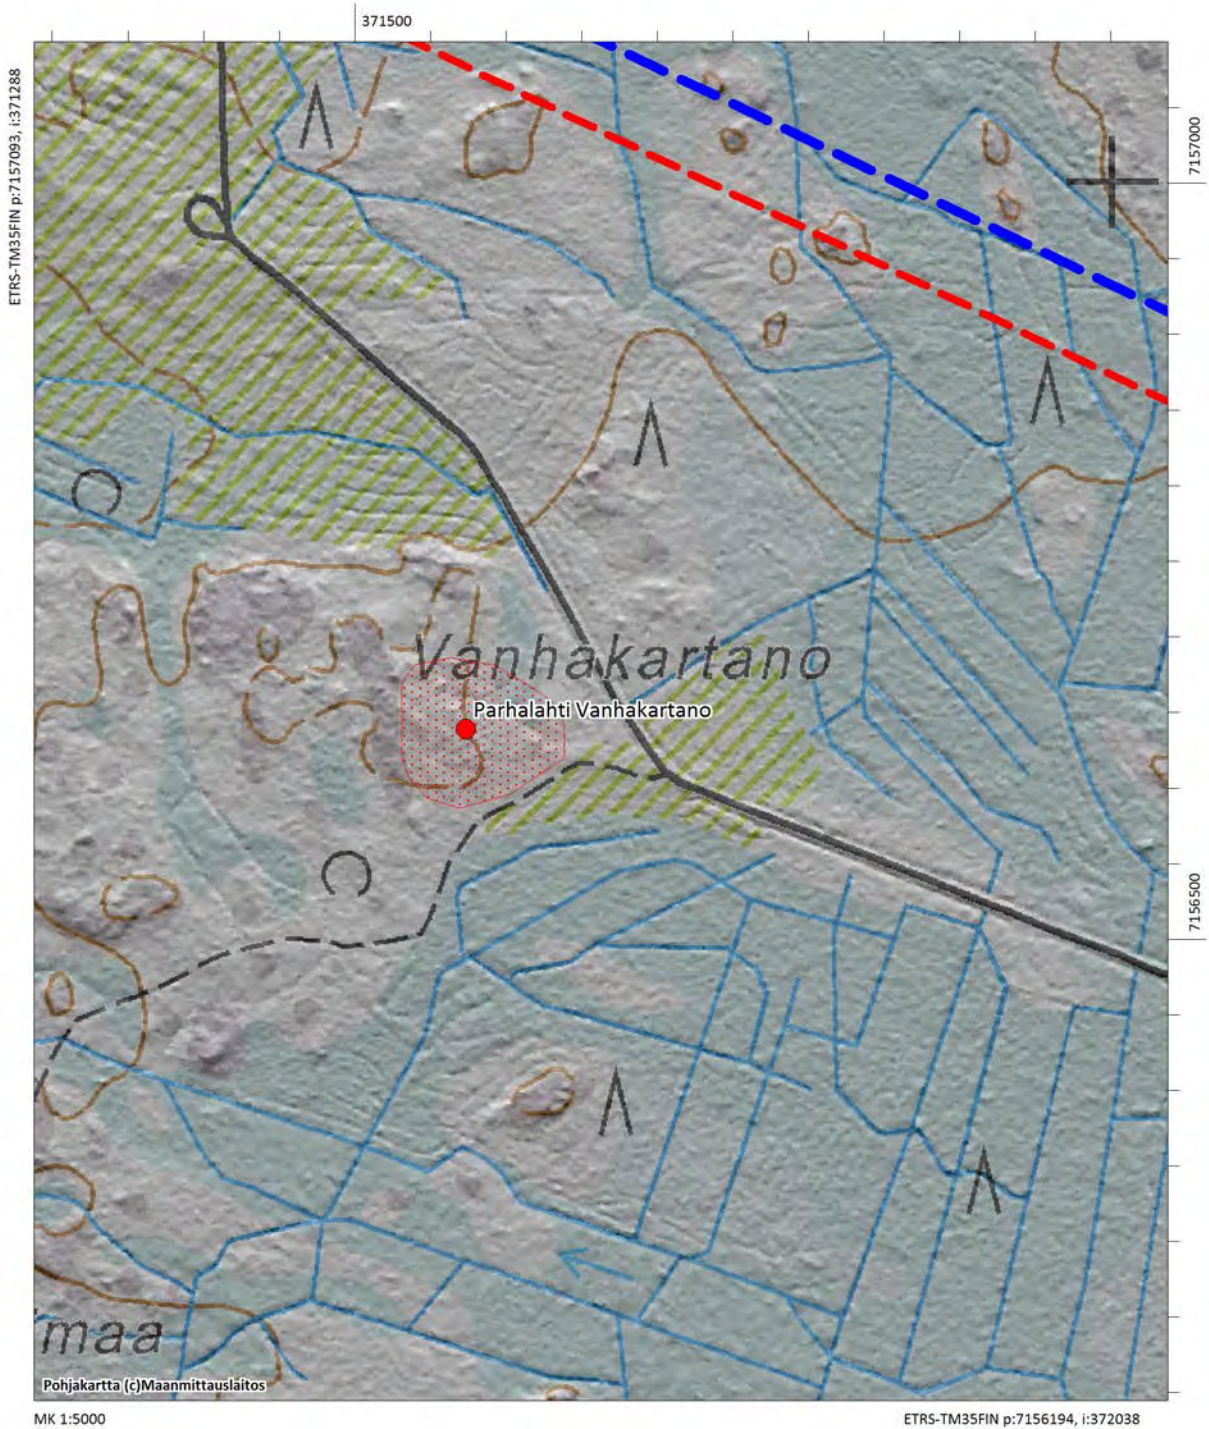 371500
ETRS-TM35FIN p:7157093, i:371288
7157000
Vanhakartano
Parhalahti Vanhakartano
7156500
maa
Pohjakartta (c)Maanmittauslaitos
MK 1:5000
ETRS-TM35FIN p:7156194, i:372038